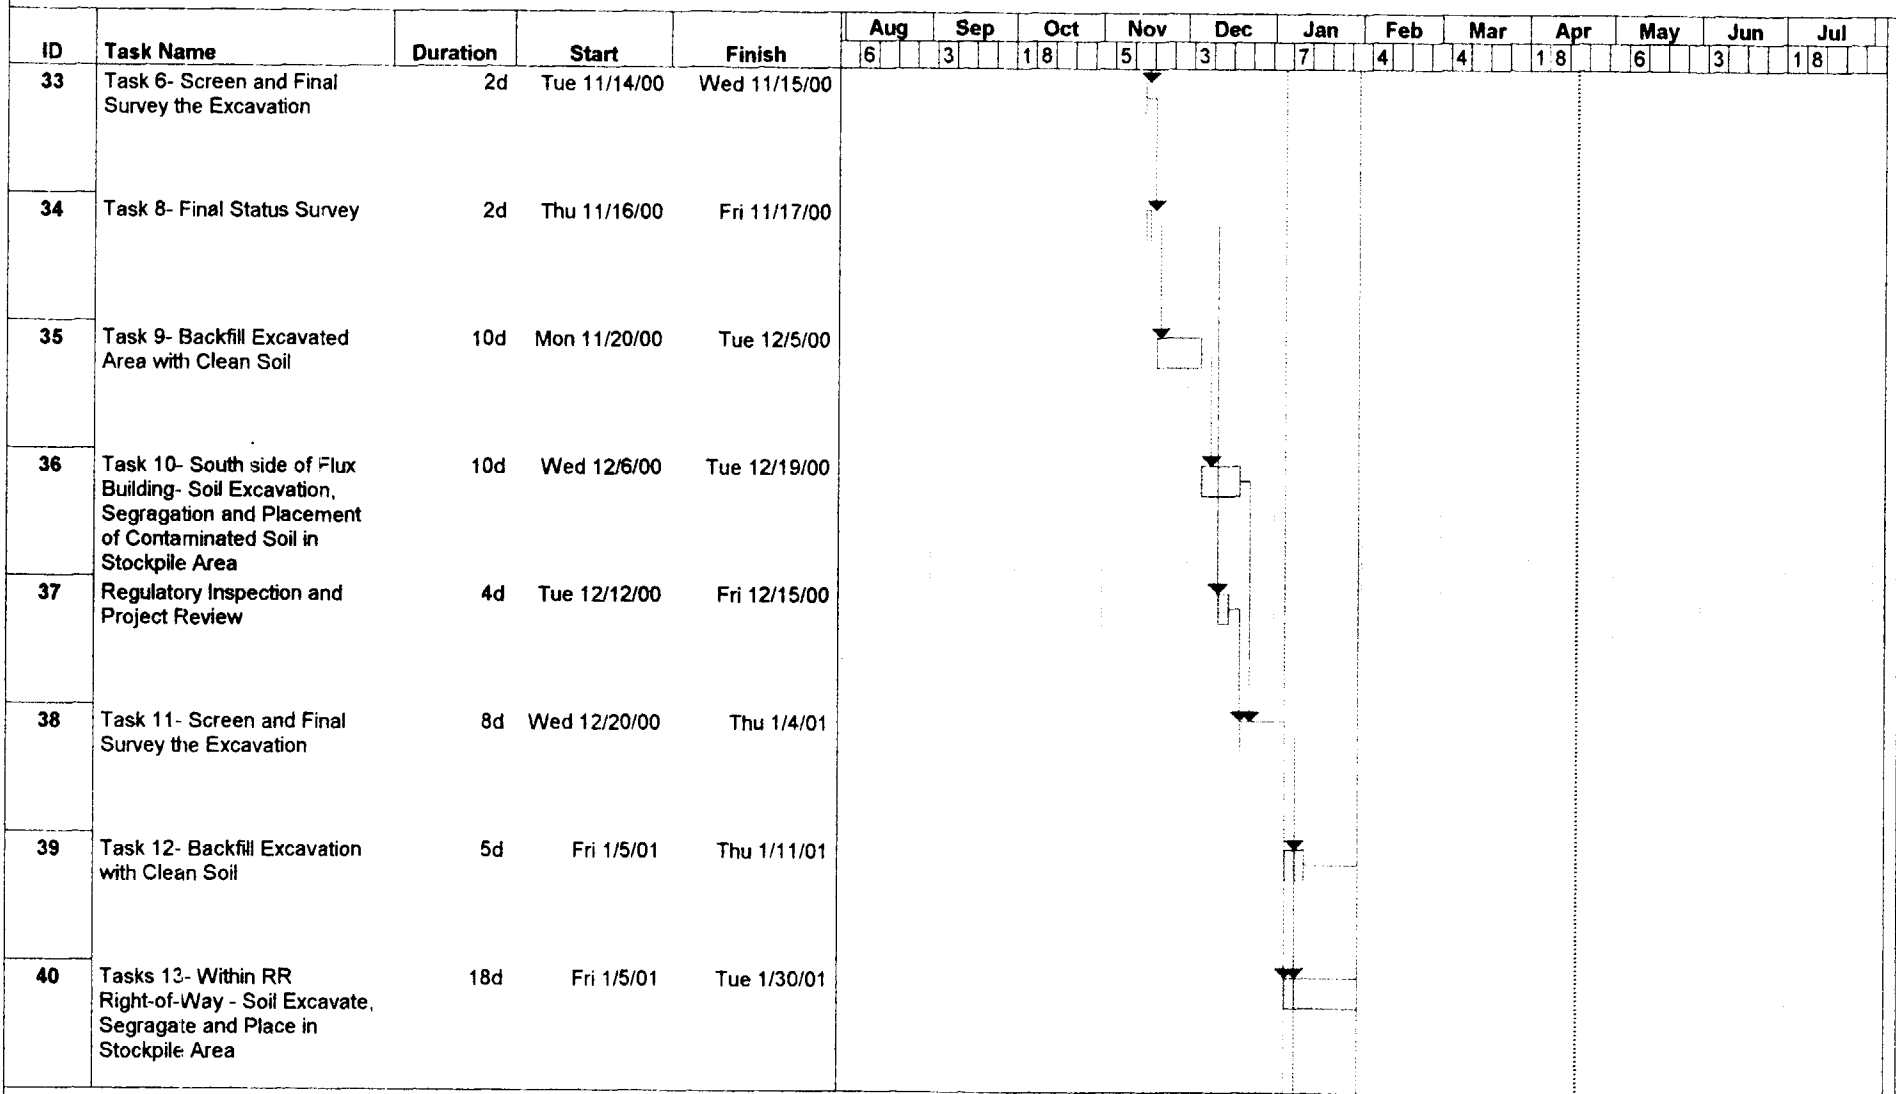 Aug Sep Oct Nov Dec Jan Feb Mar Apr May Jun Jul
ID Task Name Duration Start Finish 6 3 1 8 5 3 7 4 4 1 8 6 3 1 8
33 Task 6- Screen and Final 2d Tue 11/14/00 Wed 11/15/00
Survey the Excavation
34 Task 8- Final Status Survey 2d Thu 11/16/00 Fri 11/17/00
35 Task 9- Backfill Excavated 10d Mon 11/20/00 Tue 12/5/00
Area with Clean Soil
36 Task 10- South side of Flux 10d Wed 12/6/00 Tue 12/19/00
Building- Soil Excavation,
Segragation and Placement
of Contaminated Soil in
Stockpile Area
37 Regulatory Inspection and 4d Tue 12/12/00 Fri 12/15/00
Project Review
38 Task 11- Screen and Final 8d Wed 12/20/00 Thu 1/4/01
Survey the Excavation
39 Task 12- Backfill Excavation 5d Fri 1/5/01 Thu 1/11/01
with Clean Soil
40 Tasks 13- Within RR 18d Fri 1/5/01 Tue 1/30/01
Right-of-Way - Soil Excavate,
Segragate and Place in
Stockpile Area